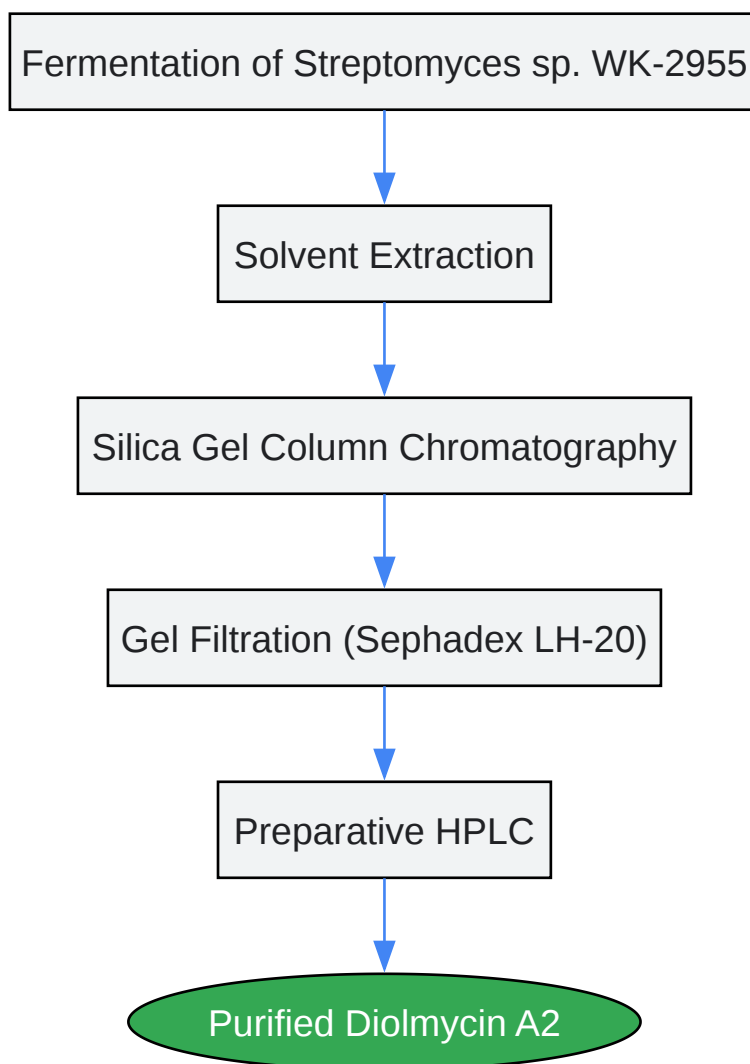 Fermentation of Streptomyces sp. WK-2955
Solvent Extraction
Silica Gel Column Chromatography
Gel Filtration (Sephadex LH-20)
Preparative HPLC
Purified Diolmycin A2